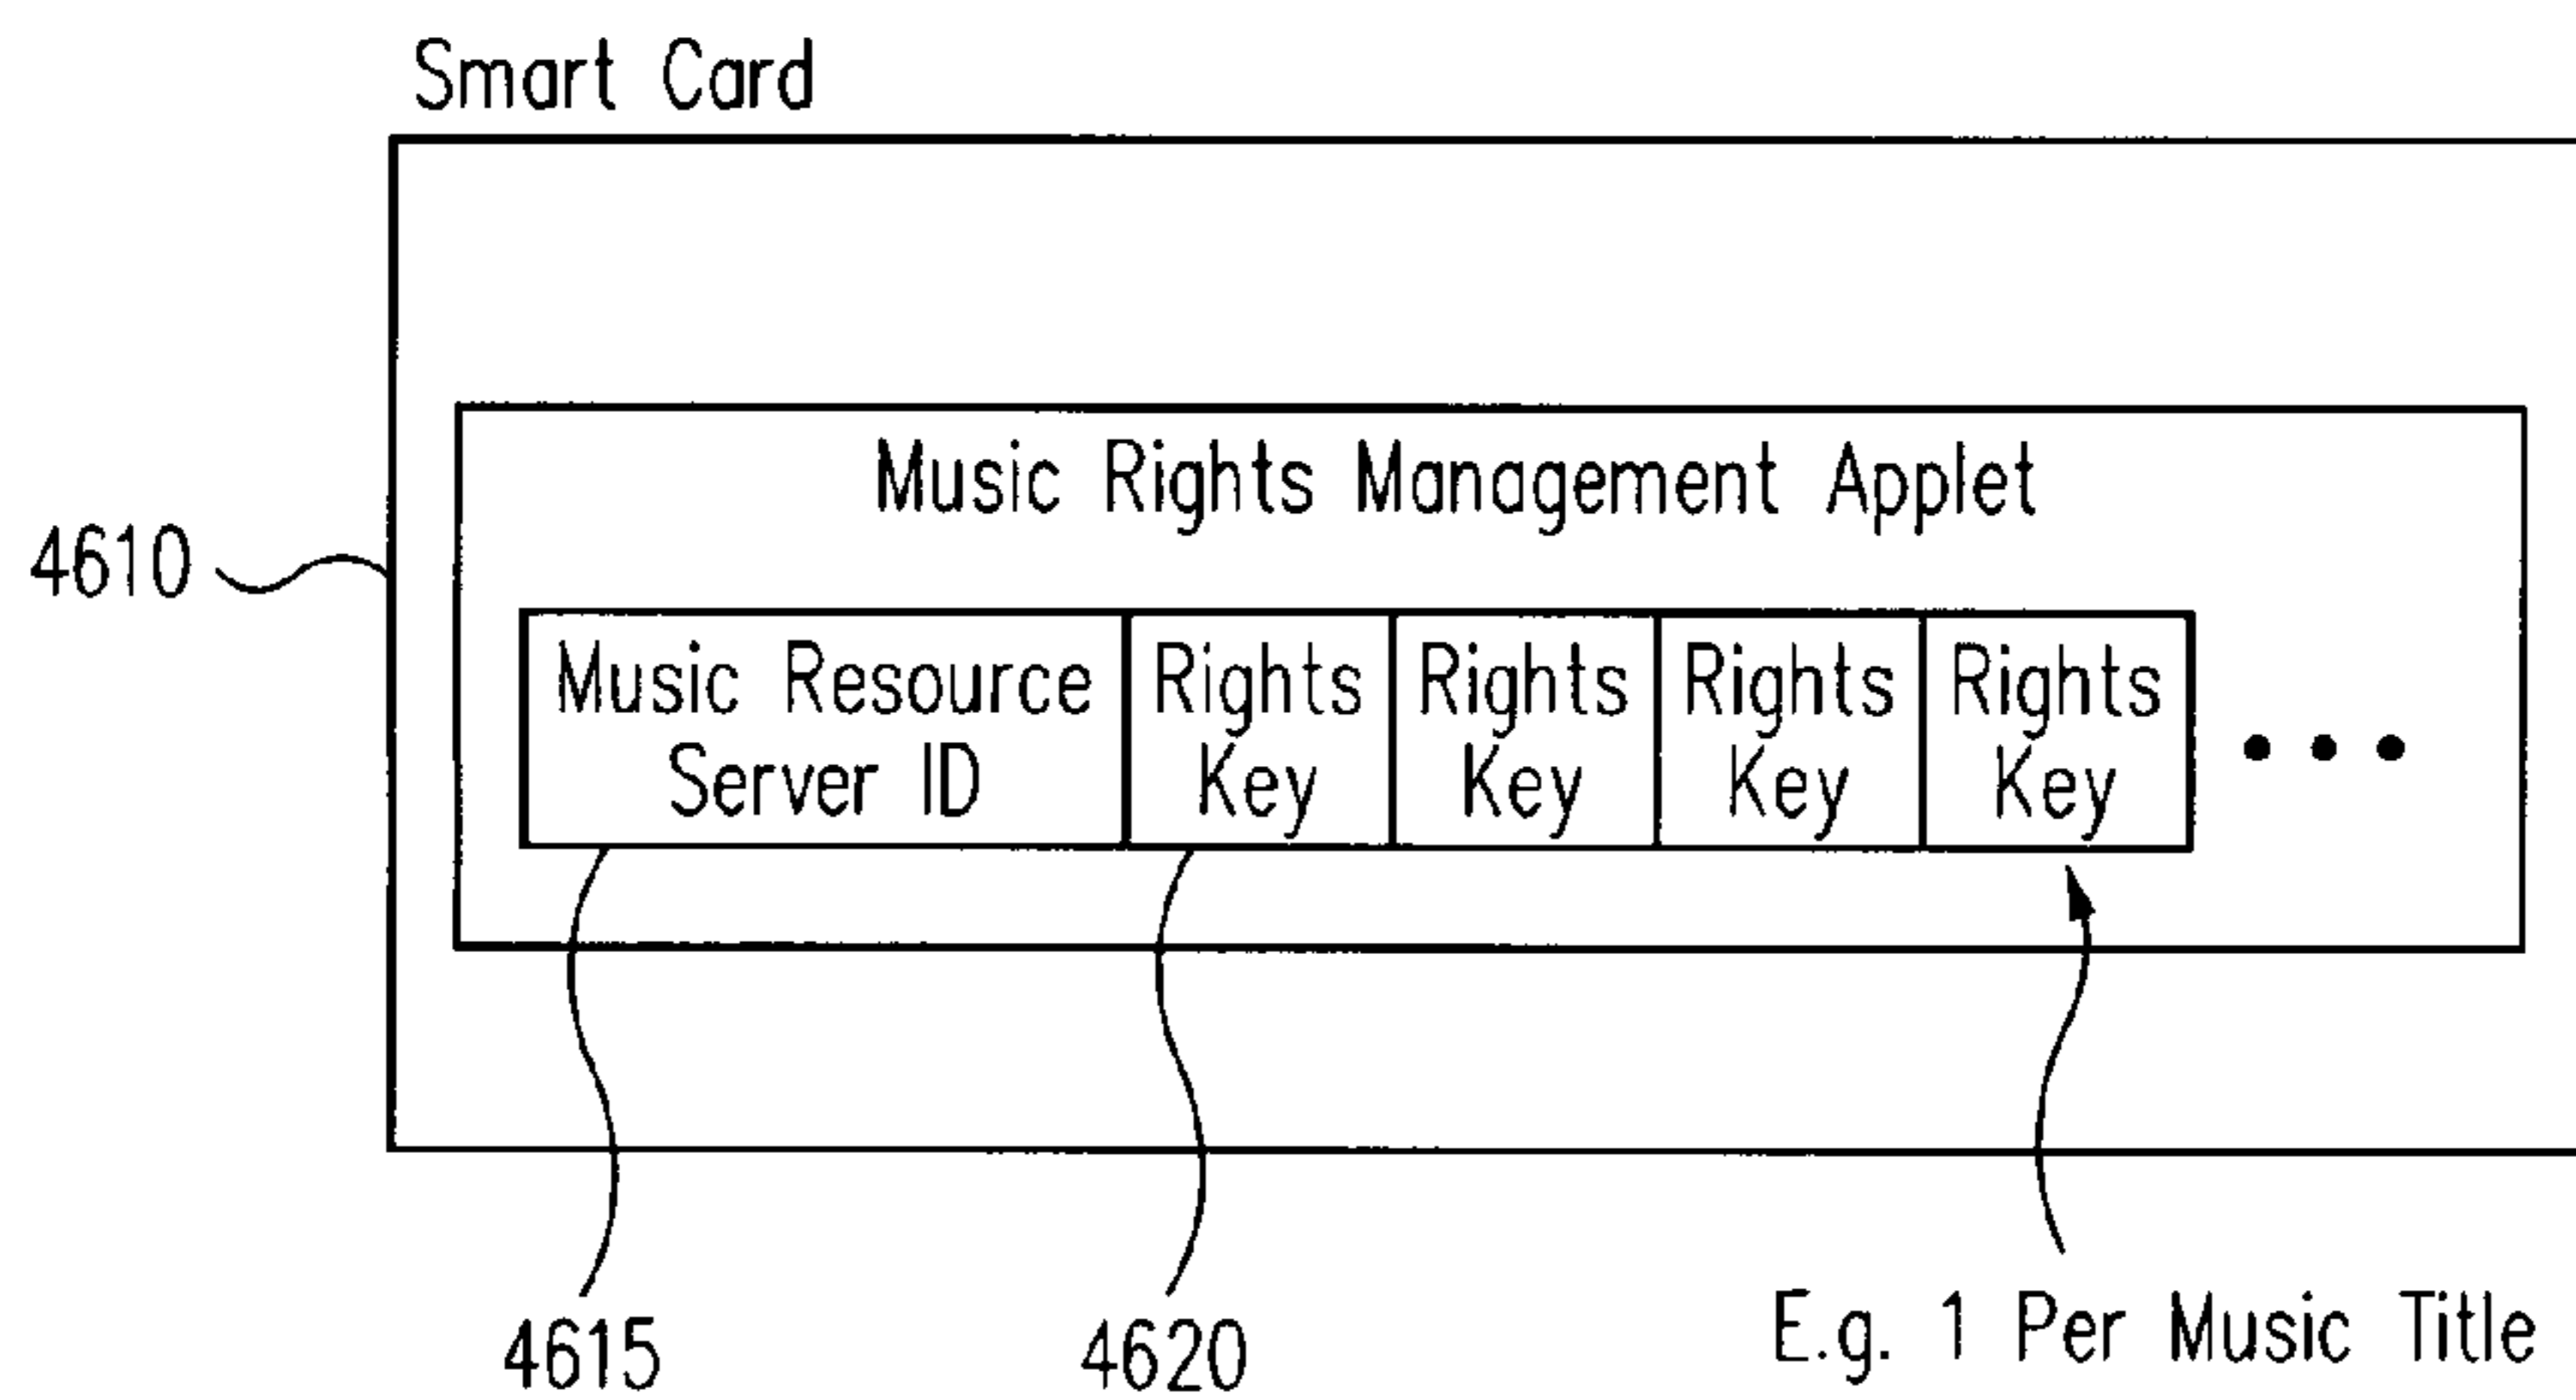 Smart Card
Music Rights Management Applet
4610
Music Resource
Server ID
Rights
Key
Rights
Key
Rights
Key
Rights
Key
4615
4620
E.g. 1 Per Music Title